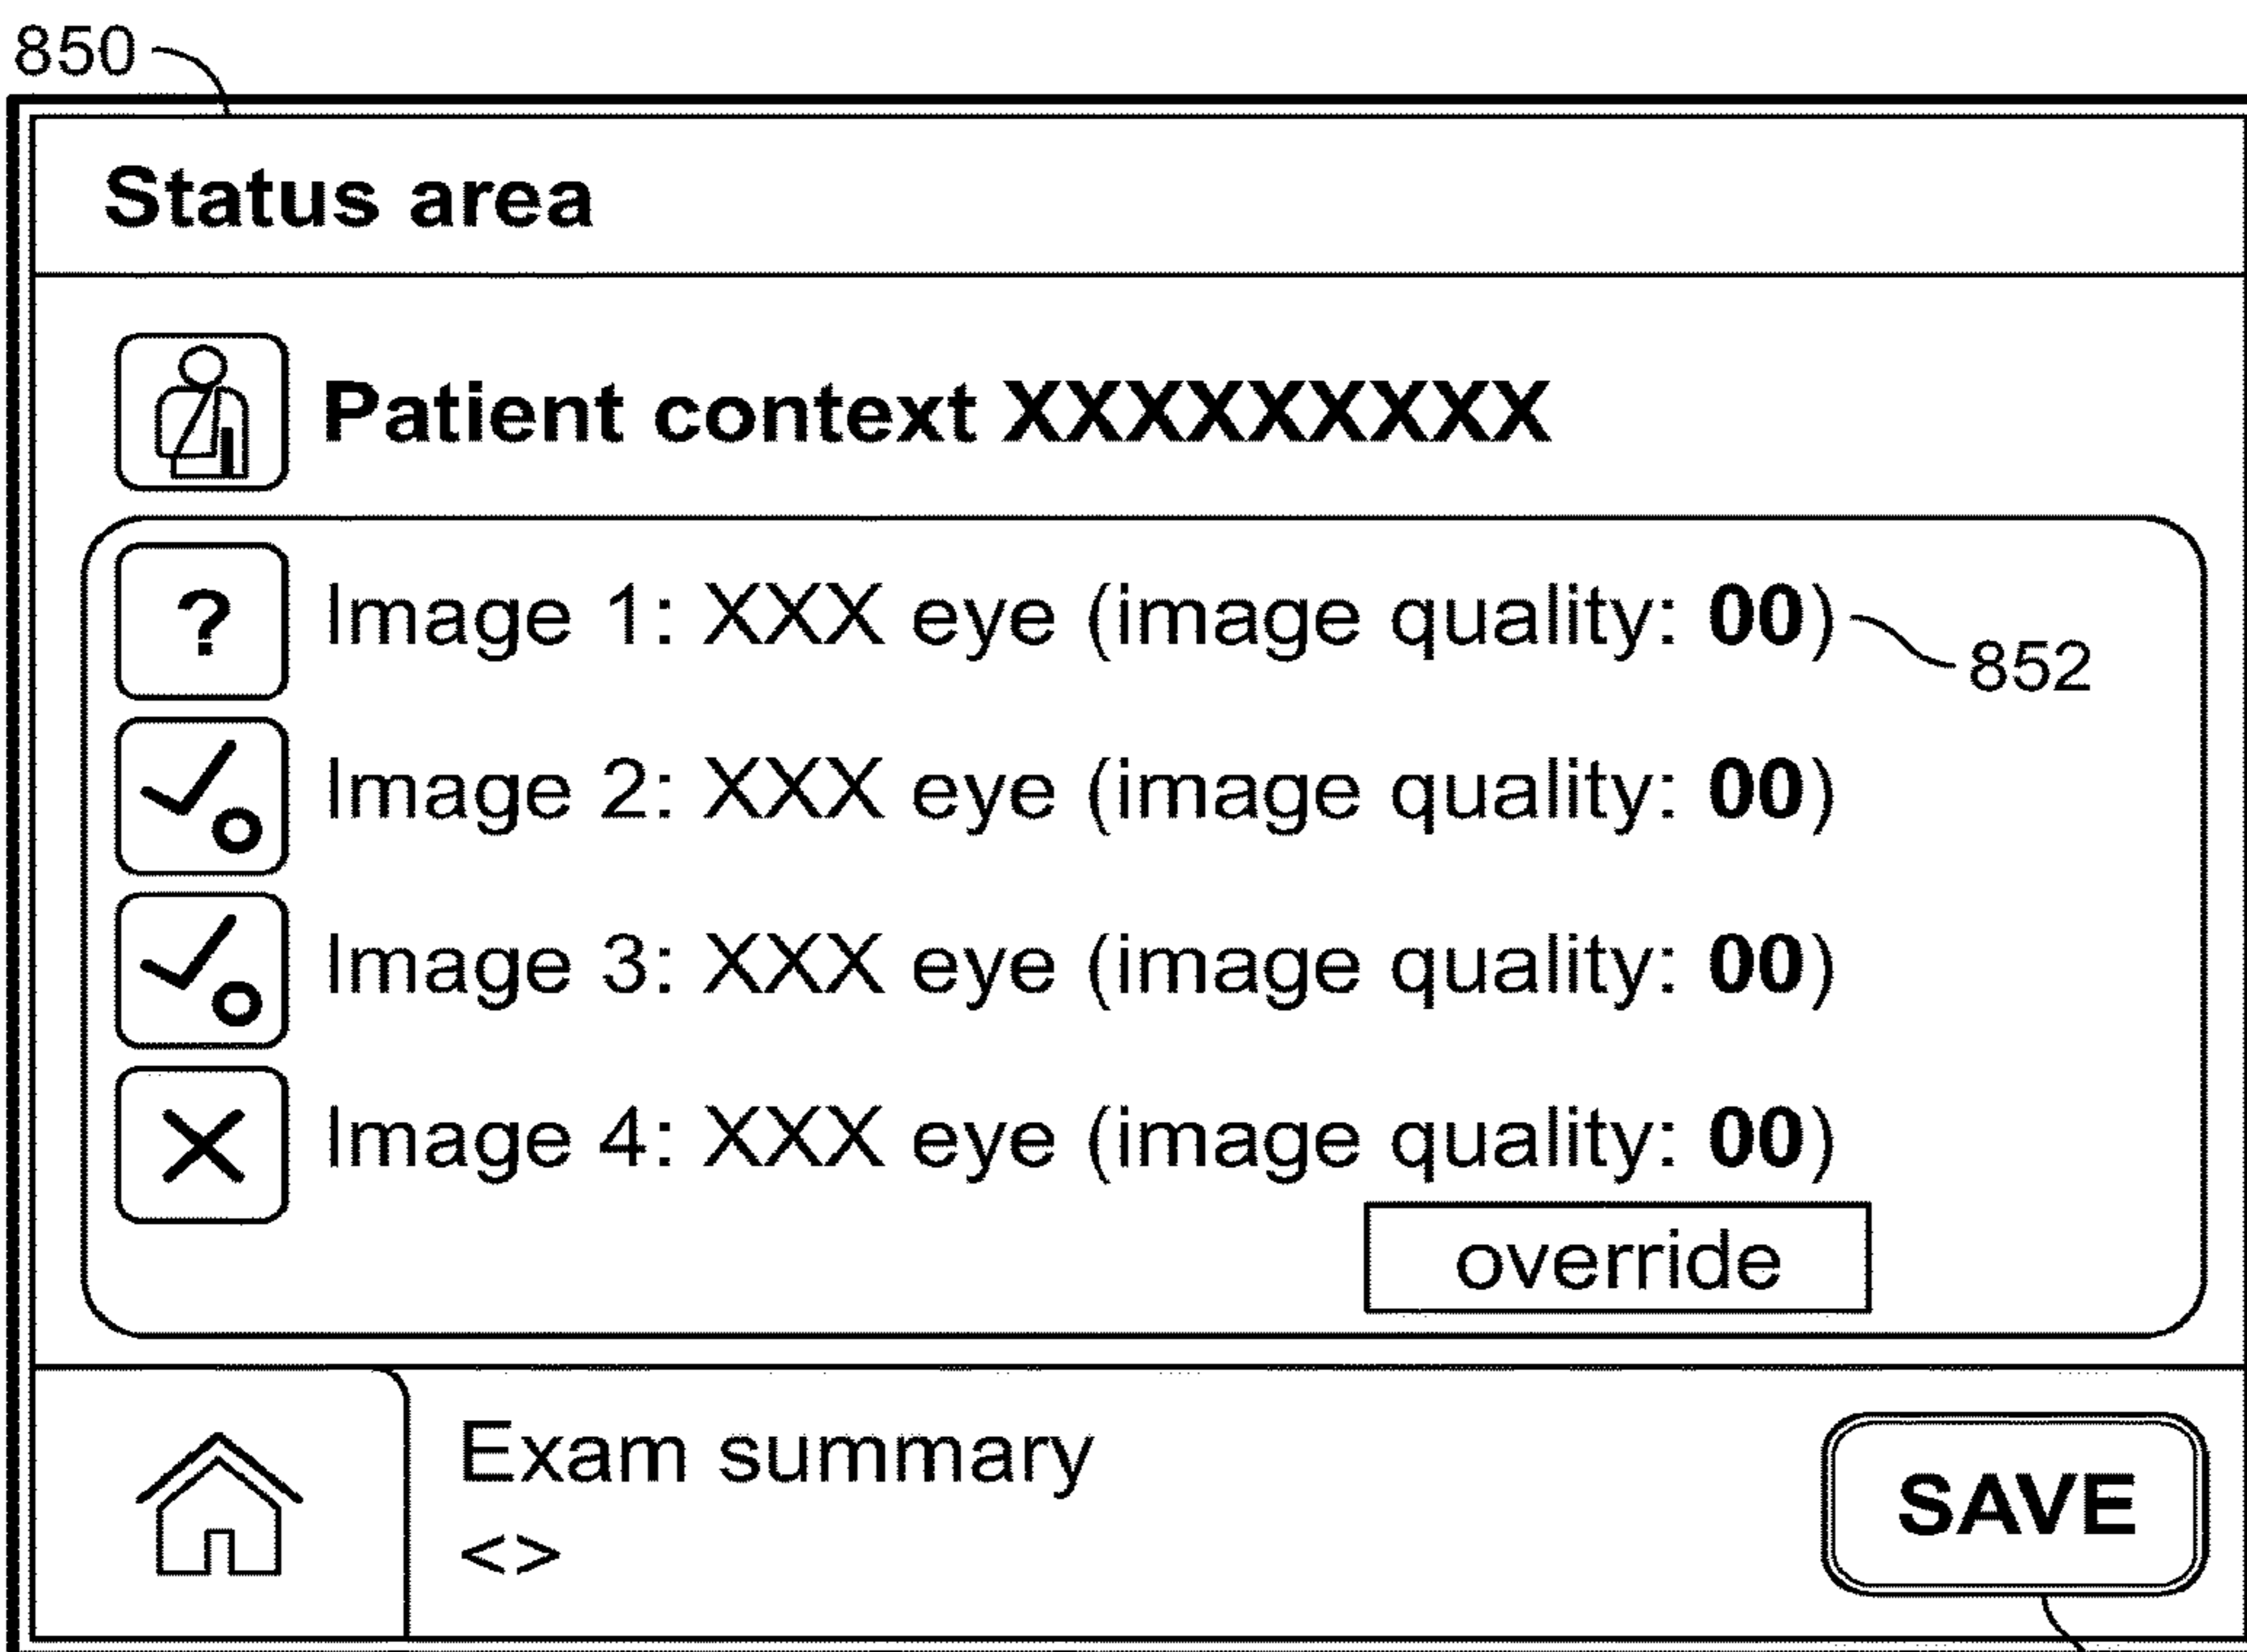 850
Status area
Patient context XXXXXXXXX
? Image 1: XXX eye (image quality: 00)
852
Image 2: XXX eye (image quality: 00)
Image 3: XXX eye (image quality: 00)
Image 4: XXX eye (image quality: 00)
override
Exam summary
<>
SAVE